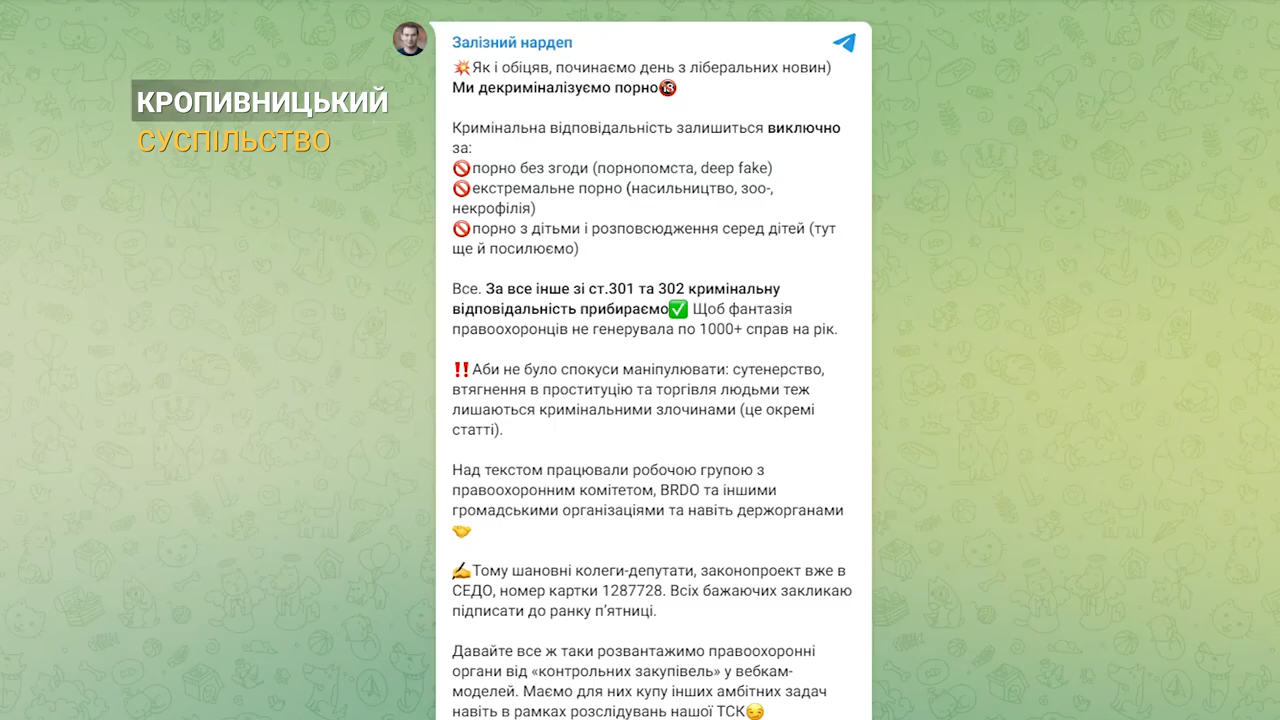 КРОПИВНИЦЬКИЙ
СУСПІЛЬСТВО
Залізний нардеп
💥Як і обіцяв, починаємо день з ліберальних новин)
Ми декриміналізуємо порно🔞
Кримінальна відповідальність залишиться виключно
за:
🚫порно без згоди (порнопомста, deep fake)
🚫екстремальне порно (насильництво, зоо-,
некрофілія)
🚫порно з дітьми і розповсюдження серед дітей (тут
ще й посилюємо)
Все. За все інше зі ст.301 та 302 кримінальну
відповідальність прибираємо✅ Щоб фантазія
правоохоронців не генерувала по 1000+ справ на рік.
‼️Аби не було спокуси маніпулювати: сутенерство,
втягнення в проституцію та торгівля людьми теж
лишаються кримінальними злочинами (це окремі
статті).
Над текстом працювали робочою групою з
правоохоронним комітетом, BRDO та іншими
громадськими організаціями та навіть держорганами
🤝
✍️Тому шановні колеги-депутати, законопроект вже в
СЕДО, номер картки 1287728. Всіх бажаючих закликаю
підписати до ранку п’ятниці.
Давайте все ж таки розвантажимо правоохоронні
органи від «контрольних закупівель» у вебкам-
моделей. Маємо для них купу інших амбітних задач
навіть в рамках розслідувань нашої ТСК😏